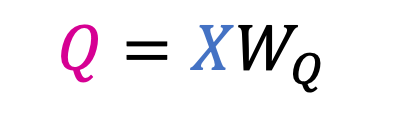 Q = XW_Q